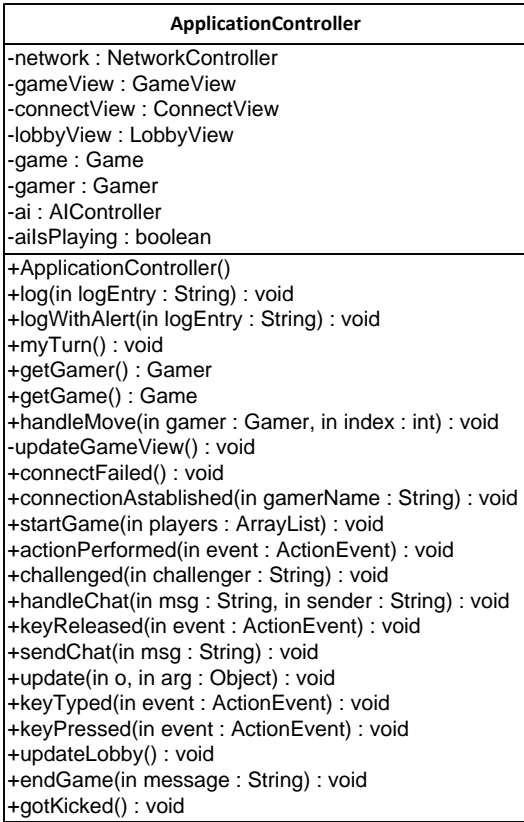 ApplicationController
-network : NetworkController
-gameView : GameView
-connectView : ConnectView
-lobbyView : LobbyView
-game : Game
-gamer : Gamer
-ai : AIController
-aiIsPlaying : boolean
+ApplicationController()
+log(in logEntry : String) : void
+logWithAlert(in logEntry : String) : void
+myTurn() : void
+getGamer() : Gamer
+getGame() : Game
+handleMove(in gamer : Gamer, in index : int) : void
-updateGameView() : void
+connectFailed() : void
+connectionAstablished(in gamerName : String) : void
+startGame(in players : ArrayList) : void
+actionPerformed(in event : ActionEvent) : void
+challenged(in challenger : String) : void
+handleChat(in msg : String, in sender : String) : void
+keyReleased(in event : ActionEvent) : void
+sendChat(in msg : String) : void
+update(in o, in arg : Object) : void
+keyTyped(in event : ActionEvent) : void
+keyPressed(in event : ActionEvent) : void
+updateLobby() : void
+endGame(in message : String) : void
+gotKicked() : void